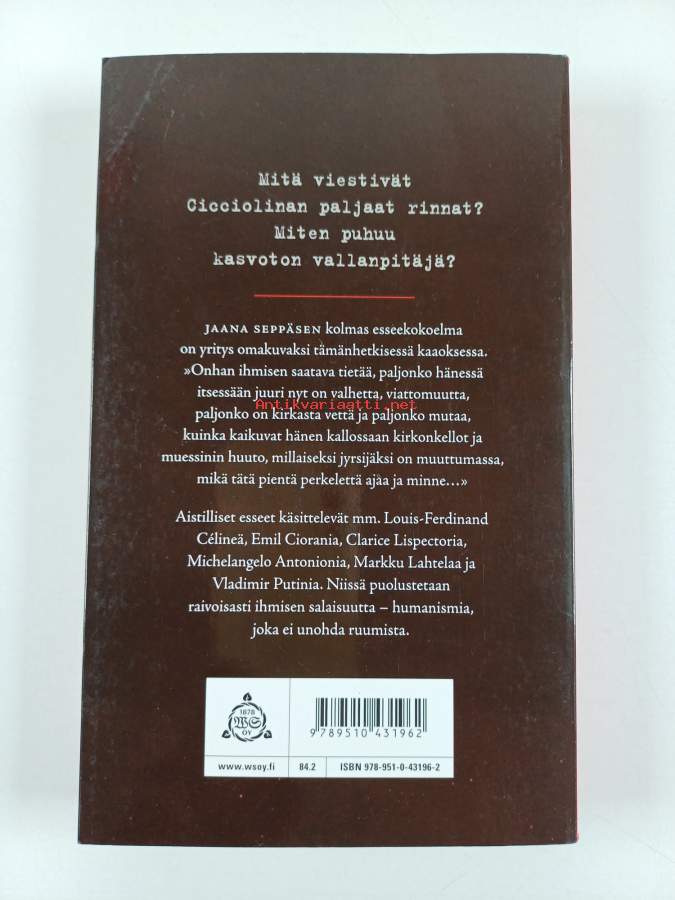 Mitä viestivät
Cicciolinan paljaat rinnat?
Miten puhuu
kasvoton vallanpitäjä?
JAANA SEPPÄSEN kolmas esseekokoelma
on yritys omakuvaksi tämänhetkisessä kaaoksessa.
»Onhan ihmisen saatava tietää, paljonko hänessä
itsessään juuri nyt on valhetta, viattomuutta,
Antikvariaatti.net
paljonko on kirkasta vettä ja paljonko mutaa,
kuinka kaikuvat hänen kallossaan kirkonkellot ja
muessinin huuto, millaiseksi jyrsijäksi on muuttumassa,
mikä tätä pientä perkelettä ajaa ja minne…»
Aistilliset esseet käsittelevät mm. Louis-Ferdinand
Célineä, Emil Ciorania, Clarice Lispectoria,
Michelangelo Antonionia, Markku Lahtelaa ja
Vladimir Putinia. Niissä puolustetaan
raivoisasti ihmisen salaisuutta – humanismia,
joka ei unohda ruumista.
1878
WS
OY
9 789510 431962
www.wsoy.fi
84.2
ISBN 978-951-0-43196-2